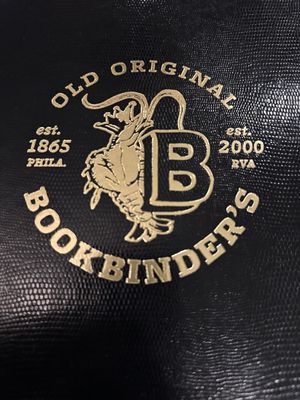 OLD ORIGINAL
est.
1865
PHILA.
B
est.
2000
RVA
BOOKBINDER'S